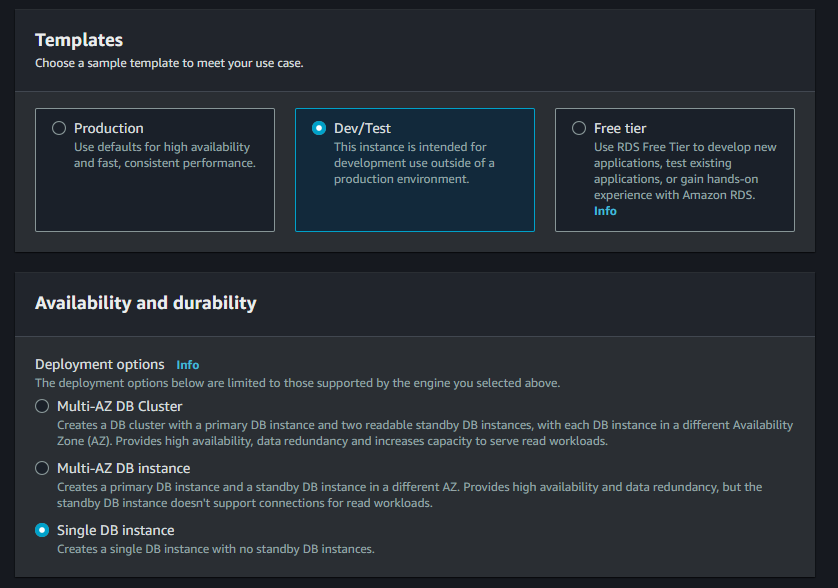 Templates
Choose a sample template to meet your use case.
Production
Use defaults for high availability
and fast, consistent performance.
Dev/Test
This instance is intended for
development use outside of a
production environment.
Free tier
Use RDS Free Tier to develop new
applications, test existing
applications, or gain hands-on
experience with Amazon RDS.
Info
Availability and durability
Deployment options Info
The deployment options below are limited to those supported by the engine you selected above.
Multi-AZ DB Cluster
Creates a DB cluster with a primary DB instance and two readable standby DB instances, with each DB instance in a different Availability
Zone (AZ). Provides high availability, data redundancy and increases capacity to serve read workloads.
Multi-AZ DB instance
Creates a primary DB instance and a standby DB instance in a different AZ. Provides high availability and data redundancy, but the
standby DB instance doesn't support connections for read workloads.
Single DB instance
Creates a single DB instance with no standby DB instances.